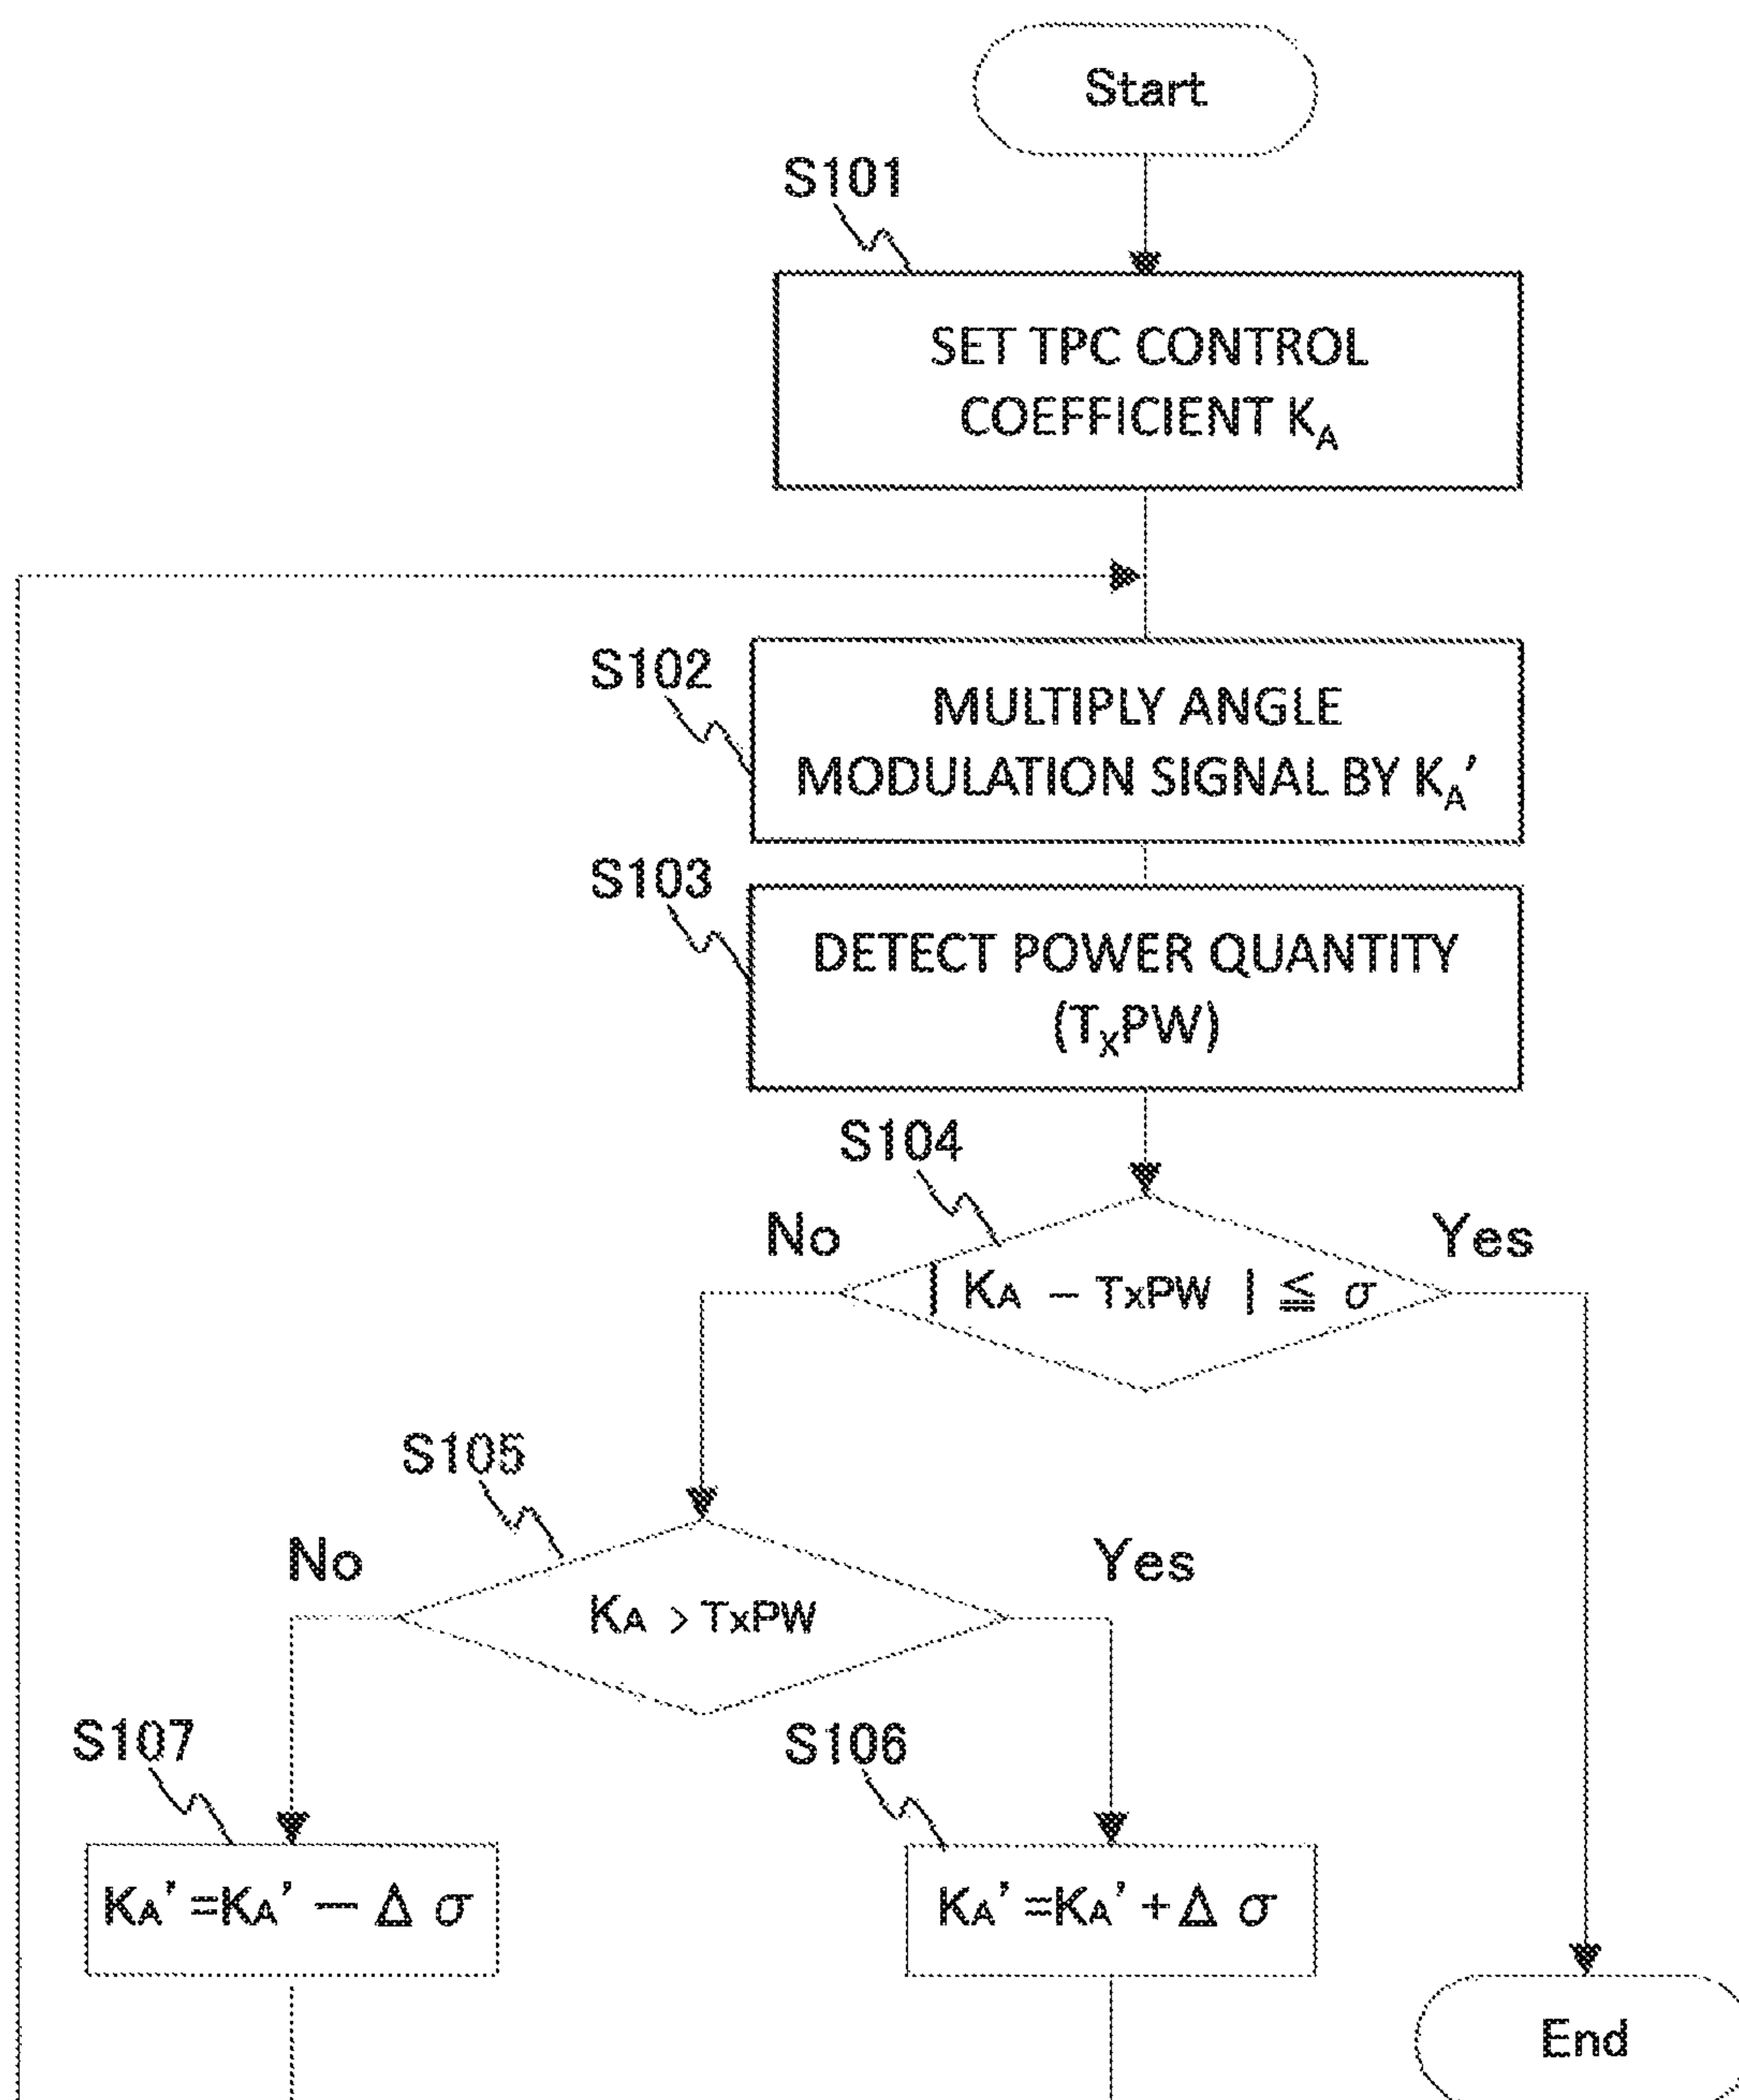 Start
S101
SET TPC CONTROL
COEFFICIENT KA
S102
MULTIPLY ANGLE
MODULATION SIGNAL BY KA'
S103
DETECT POWER QUANTITY
(TXPW)
S104
No
Yes
| KA − TxPW | ≦ σ
S105
No
Yes
KA > TxPW
S107
S106
KA'=KA' − Δ σ
KA'=KA' + Δ σ
End